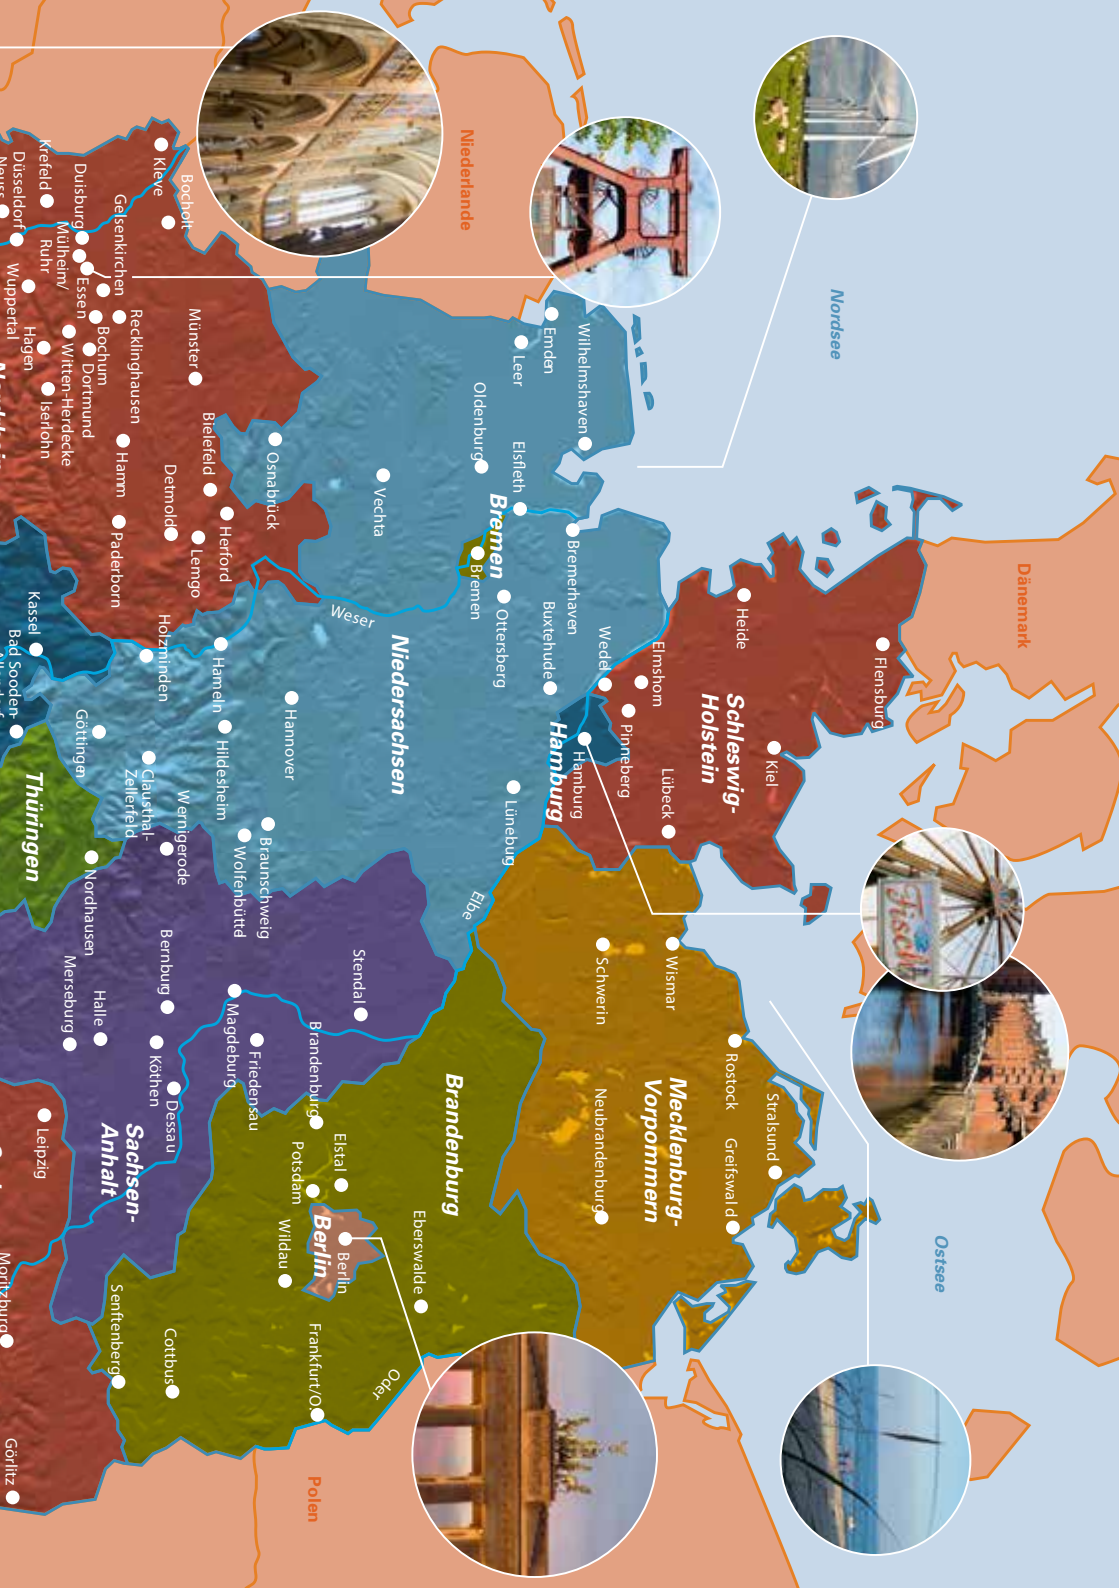 Nordsee
Ostsee
Dänemark
Niederlande
Polen
Schleswig-
Holstein
Flensburg
Kiel
Heide
Lübeck
Elmshorn
Pinneberg
Wedel
Hamburg
Hamburg
Mecklenburg-
Vorpommern
Wismar
Schwerin
Rostock
Stralsund
Greifswald
Neubrandenburg
Niedersachsen
Wilhelmshaven
Emden
Leer
Oldenburg
Elsfleth
Bremerhaven
Bremen
Bremen
Ottersberg
Buxtehude
Lüneburg
Vechta
Osnabrück
Weser
Elbe
Hannover
Hameln
Hildesheim
Holzminden
Braunschweig
Wolfenbüttel
Göttingen
Clausthal-
Zellerfeld
Brandenburg
Eberswalde
Elstal
Potsdam
Brandenburg
Berlin
Berlin
Wildau
Frankfurt/O.
Oder
Cottbus
Senftenberg
Sachsen-
Anhalt
Stendal
Magdeburg
Friedensau
Wernigerode
Bernburg
Köthen
Dessau
Halle
Merseburg
Thüringen
Nordhausen
Leipzig
Moritzburg
Görlitz
Kassel
Bad Sooden-
Kleve
Bocholt
Krefeld
Düsseldorf
Neuss
Duisburg
Mülheim/
Ruhr
Essen
Gelsenkirchen
Recklinghausen
Bochum
Dortmund
Witten-Herdecke
Wuppertal
Hagen
Iserlohn
Münster
Hamm
Bielefeld
Herford
Detmold
Lemgo
Paderborn
Fisch